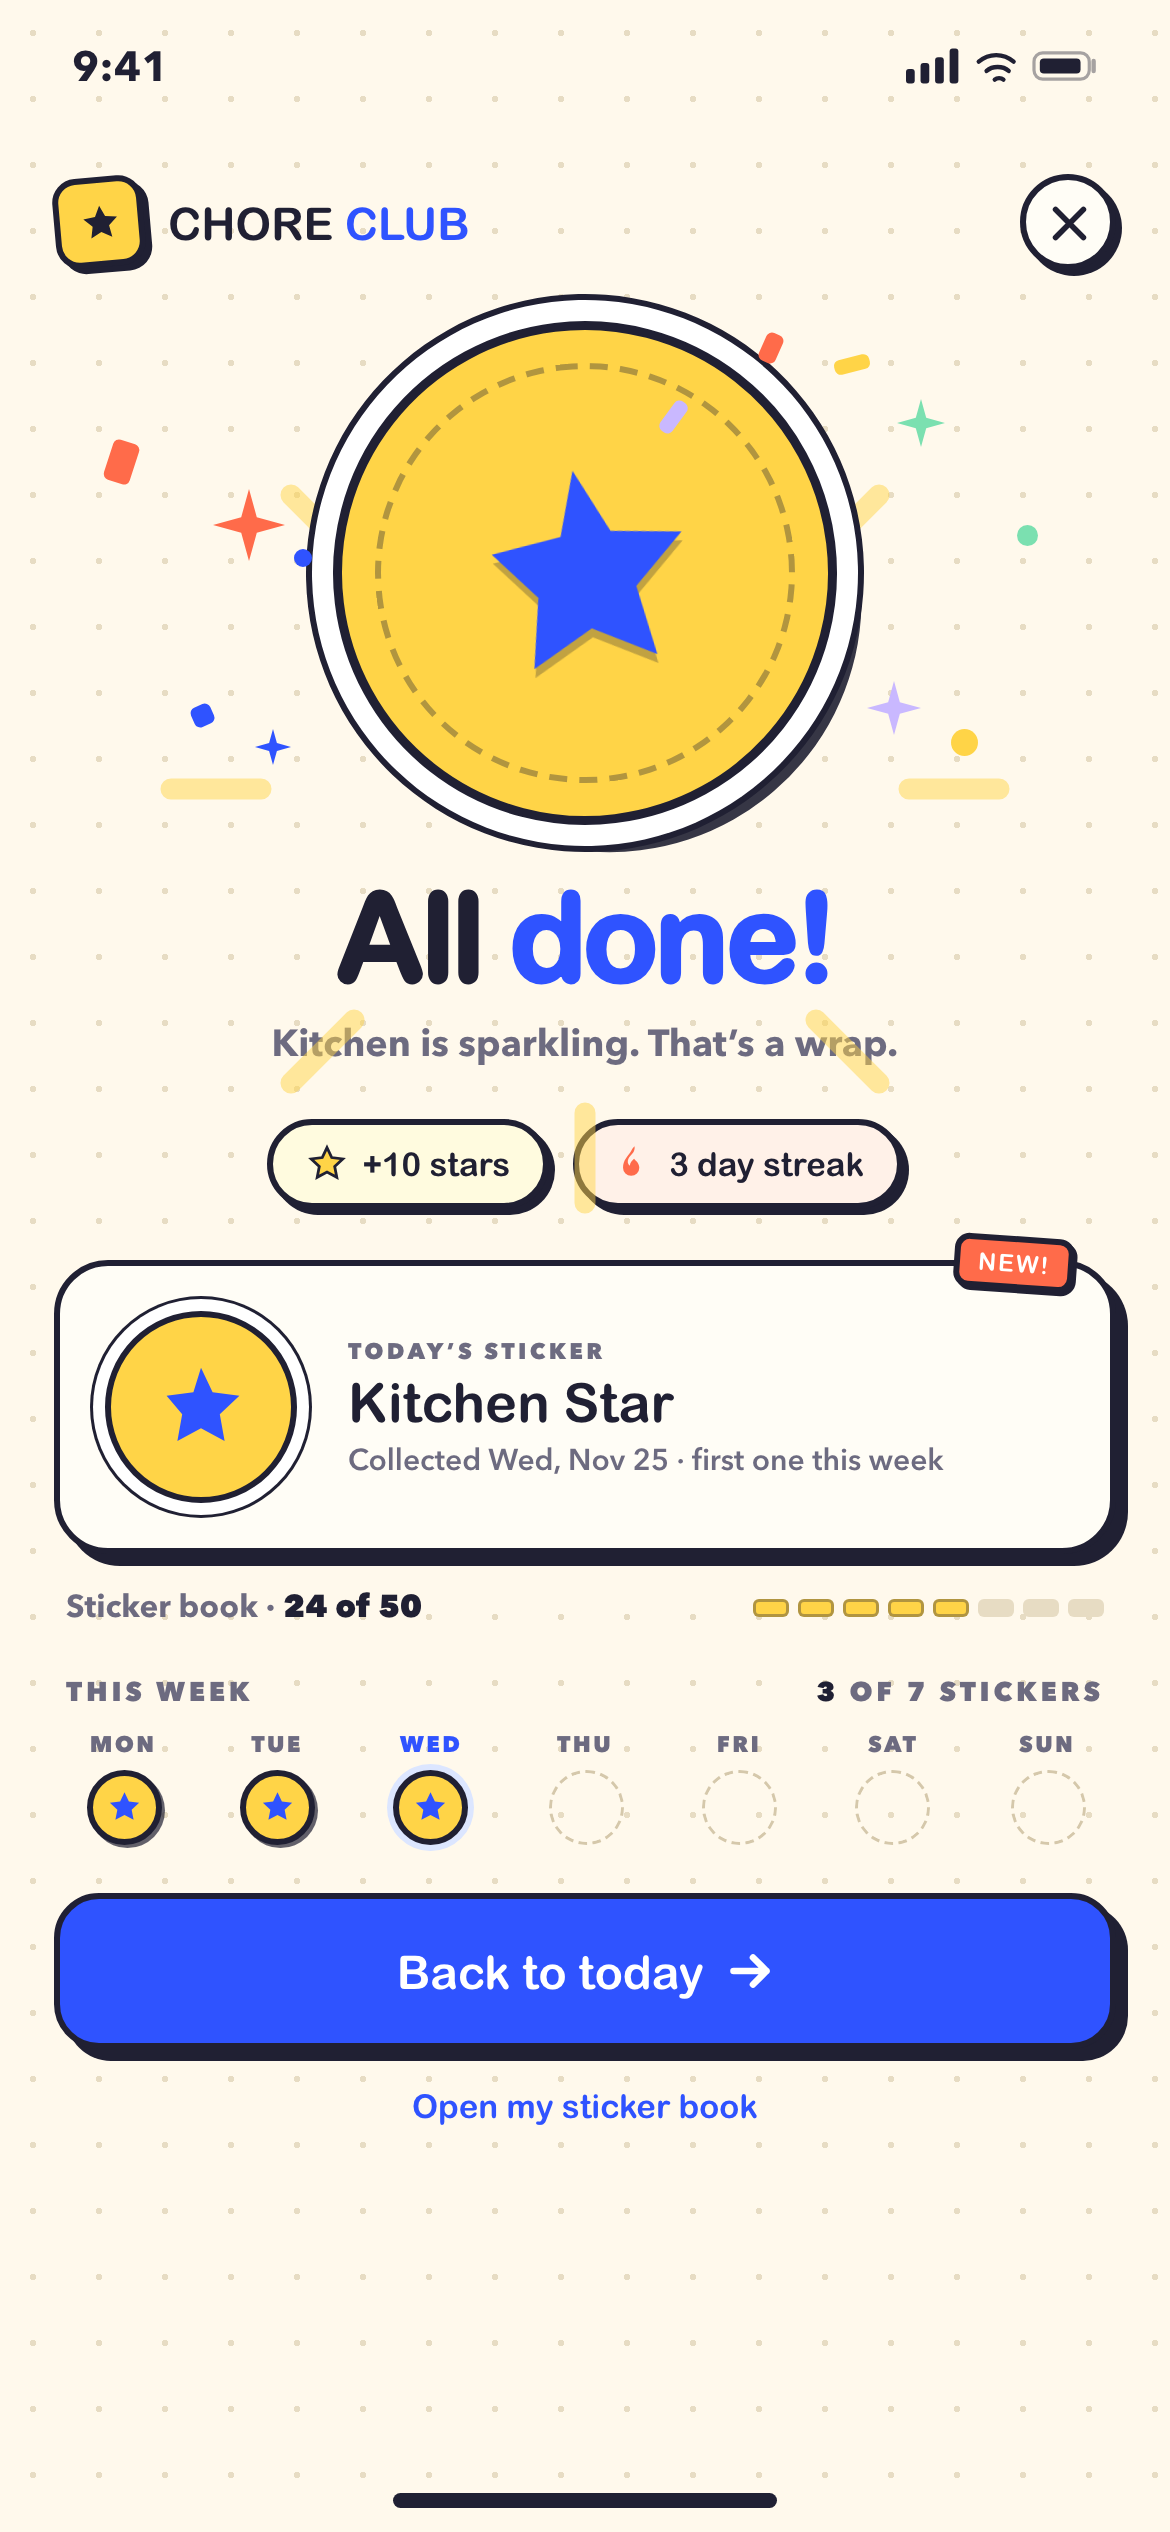 9:41
CHORE CLUB
All done!
Kitchen is sparkling. That’s a wrap.
+10 stars
3 day streak
NEW!
TODAY’S STICKER
Kitchen Star
Collected Wed, Nov 25 · first one this week
Sticker book · 24 of 50
THIS WEEK
3 OF 7 STICKERS
MON TUE WED THU FRI SAT SUN
Back to today →
Open my sticker book